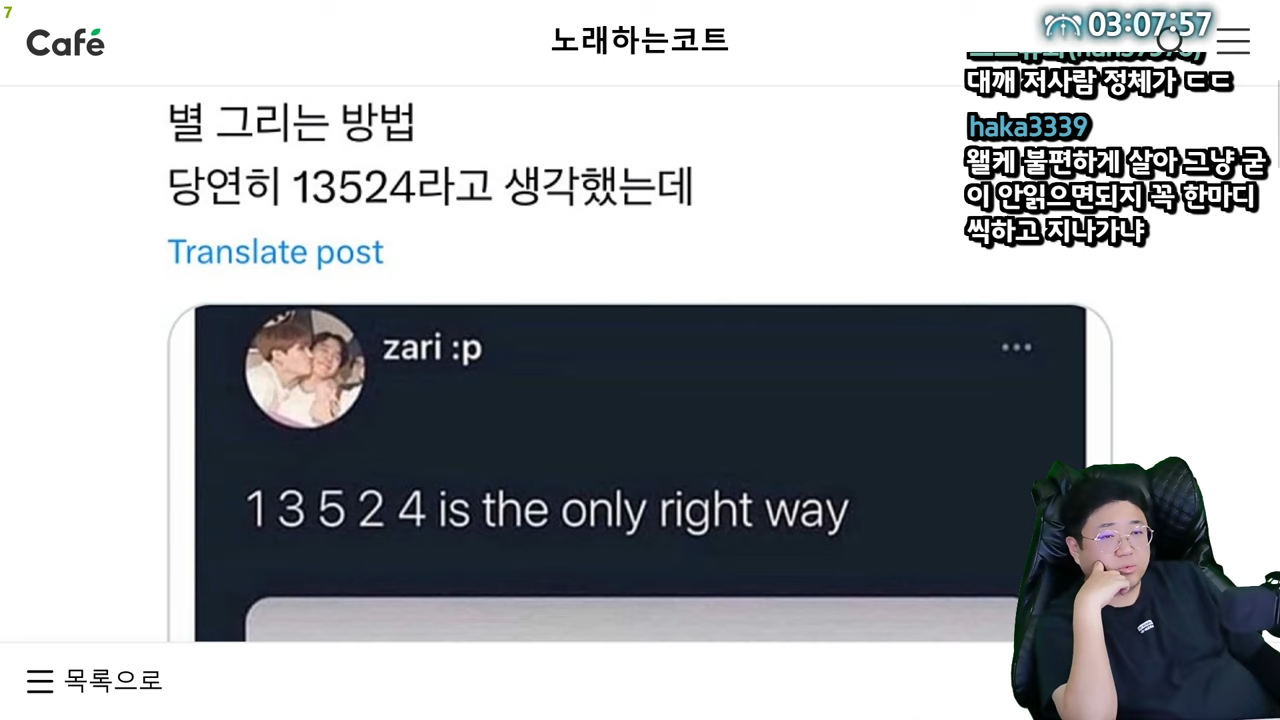 7
Café
노래하는코트
03:07:57
대깨 저사람 정체가 ㄷㄷ
haka3339
왤케 불편하게 살아 그냥 굳
이 안읽으면되지 꼭 한마디
씩하고 지나가냐
별 그리는 방법
당연히 13524라고 생각했는데
Translate post
zari :p
1 3 5 2 4 is the only right way
목록으로